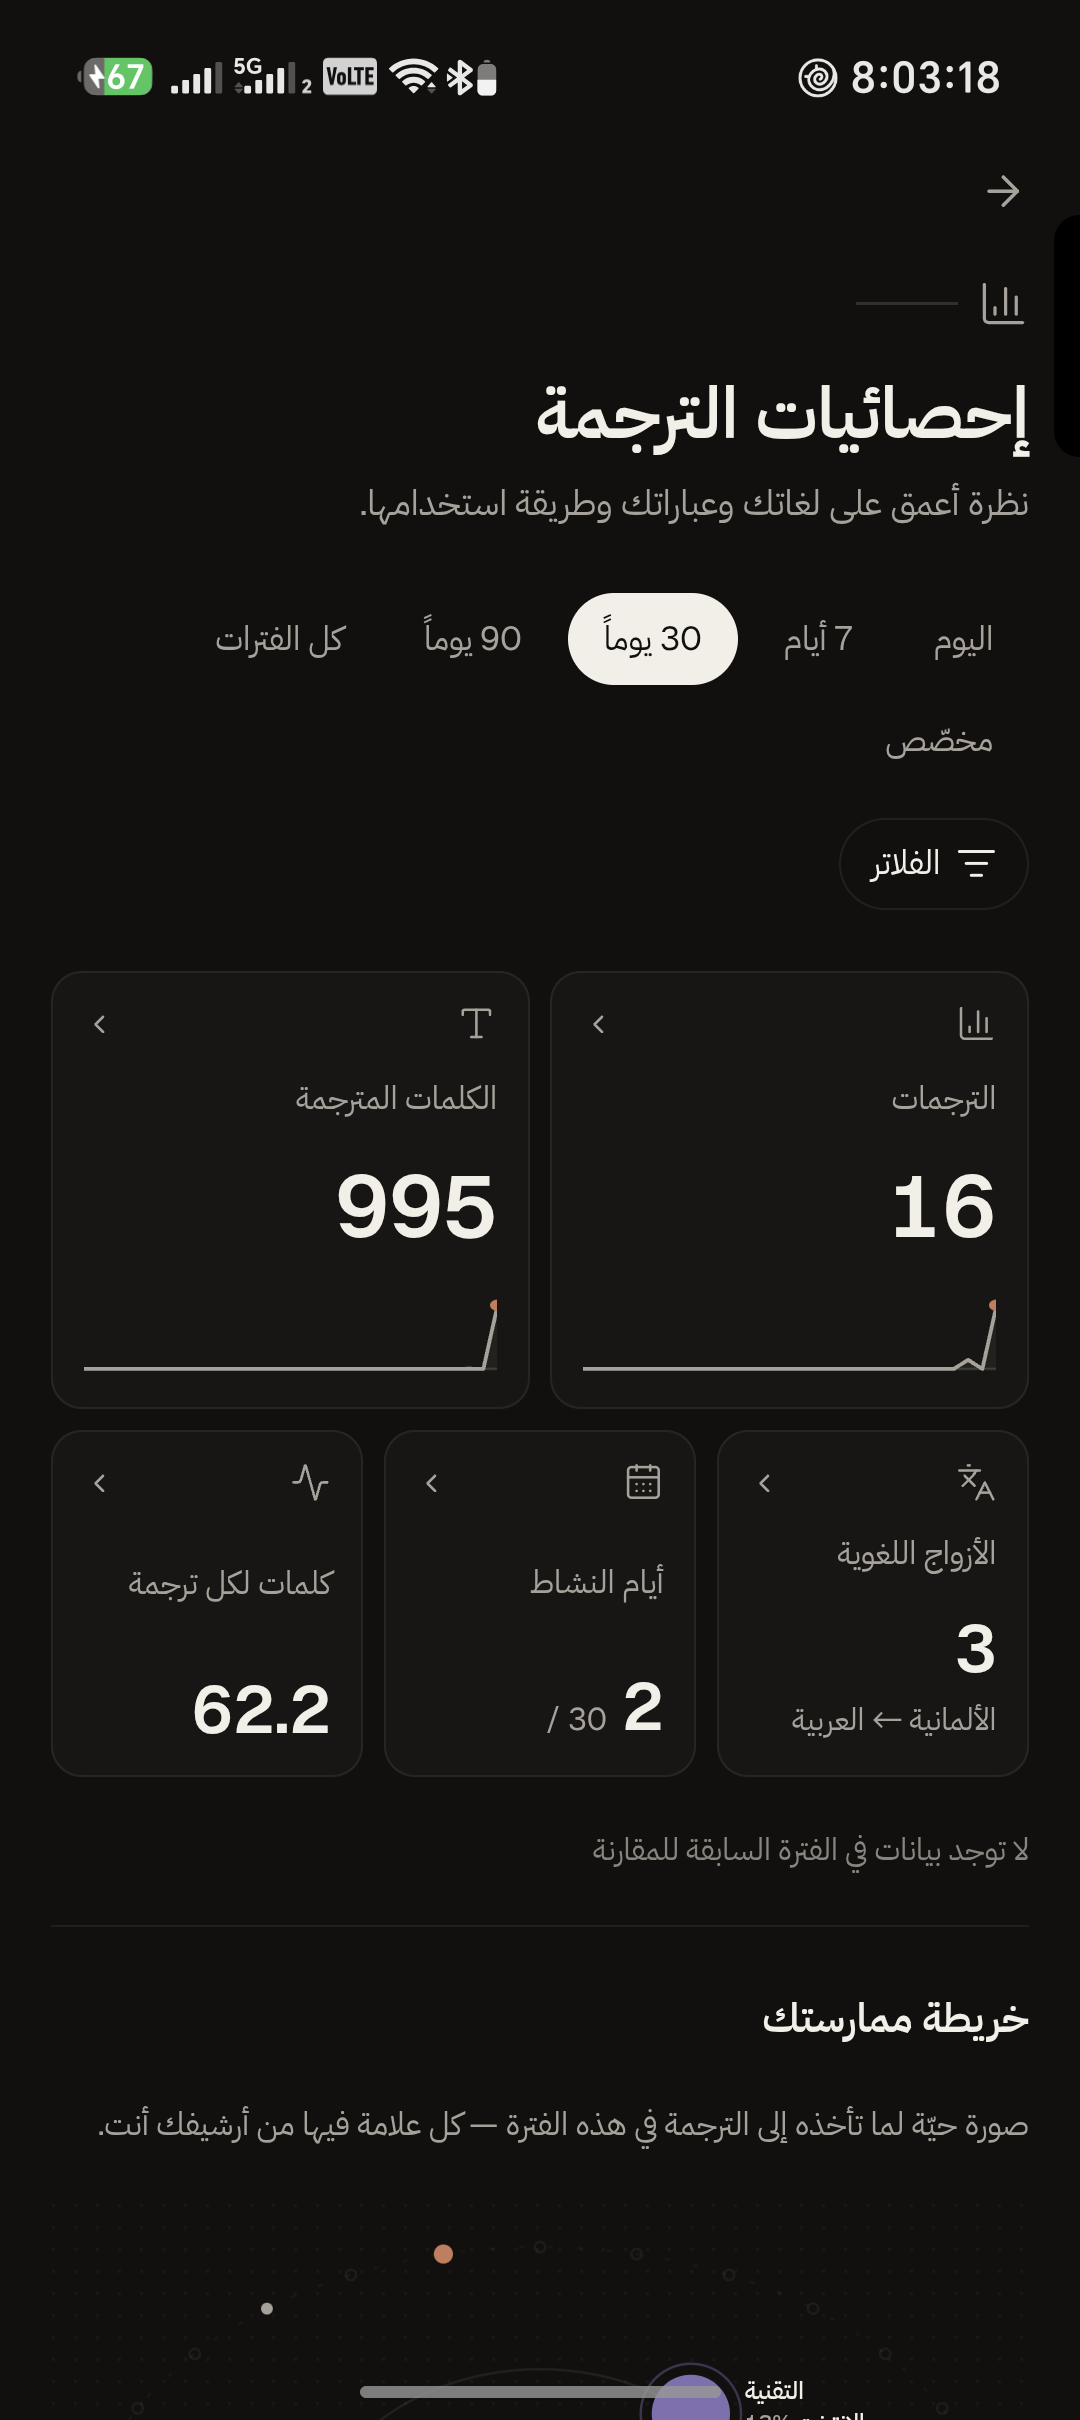 8:03:18
67
5G
2
VoLTE
إحصائيات الترجمة
نظرة أعمق على لغاتك وعباراتك وطريقة استخدامها.
اليوم
7 أيام
30 يوماً
90 يوماً
كل الفترات
مخصّص
الفلاتر
الترجمات
16
الكلمات المترجمة
995
الأزواج اللغوية
3
الألمانية ← العربية
أيام النشاط
2 / 30
كلمات لكل ترجمة
62.2
لا توجد بيانات في الفترة السابقة للمقارنة
خريطة ممارستك
صورة حيّة لما تأخذه إلى الترجمة في هذه الفترة — كل علامة فيها من أرشيفك أنت.
التقنية